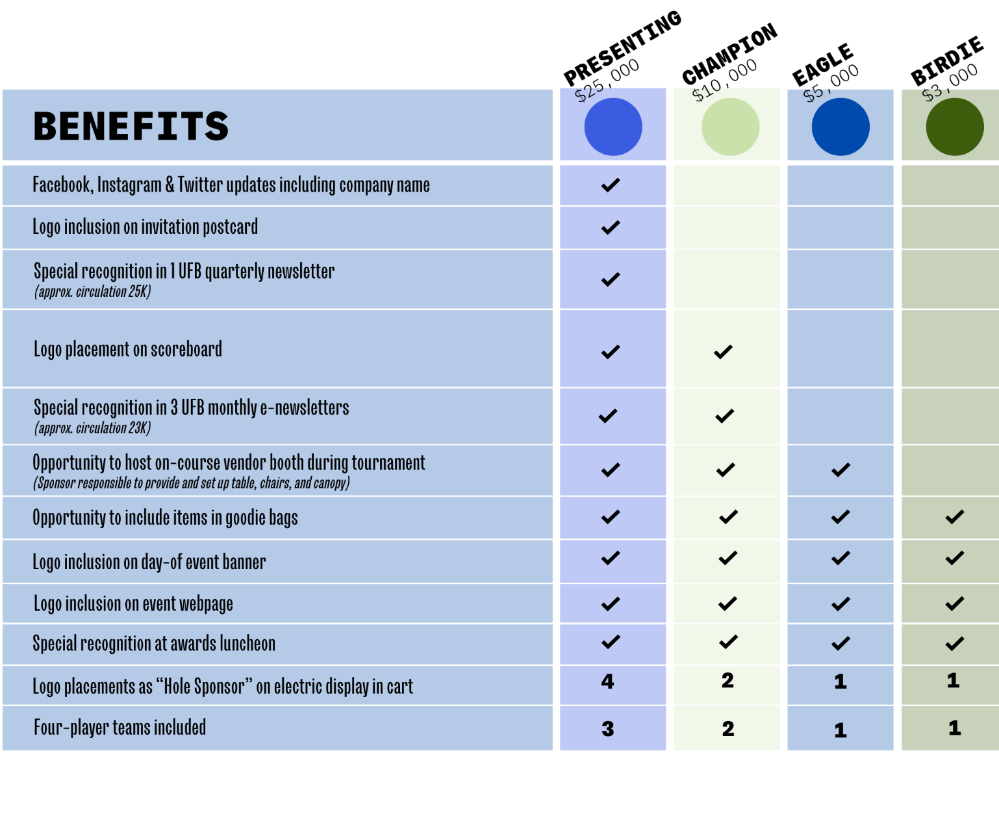 PRESENTING
$25,000
CHAMPION
$10,000
EAGLE
$5,000
BIRDIE
$3,000
BENEFITS
Facebook, Instagram & Twitter updates including company name ✓
Logo inclusion on invitation postcard ✓
Special recognition in 1 UFB quarterly newsletter ✓
(approx. circulation 25K)
Logo placement on scoreboard ✓ ✓
Special recognition in 3 UFB monthly e-newsletters ✓ ✓
(approx. circulation 23K)
Opportunity to host on-course vendor booth during tournament ✓ ✓ ✓
(Sponsor responsible to provide and set up table, chairs, and canopy)
Opportunity to include items in goodie bags ✓ ✓ ✓ ✓
Logo inclusion on day-of event banner ✓ ✓ ✓ ✓
Logo inclusion on event webpage ✓ ✓ ✓ ✓
Special recognition at awards luncheon ✓ ✓ ✓ ✓
Logo placements as “Hole Sponsor” on electric display in cart 4 2 1 1
Four-player teams included 3 2 1 1